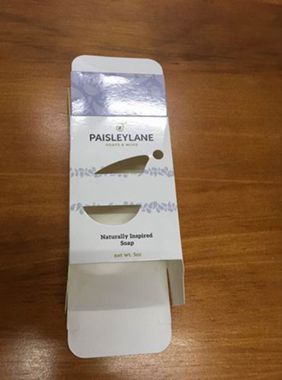 PAISLEYLANE
SOAPS & MORE
Naturally Inspired
Soap
NET WT. 5oz